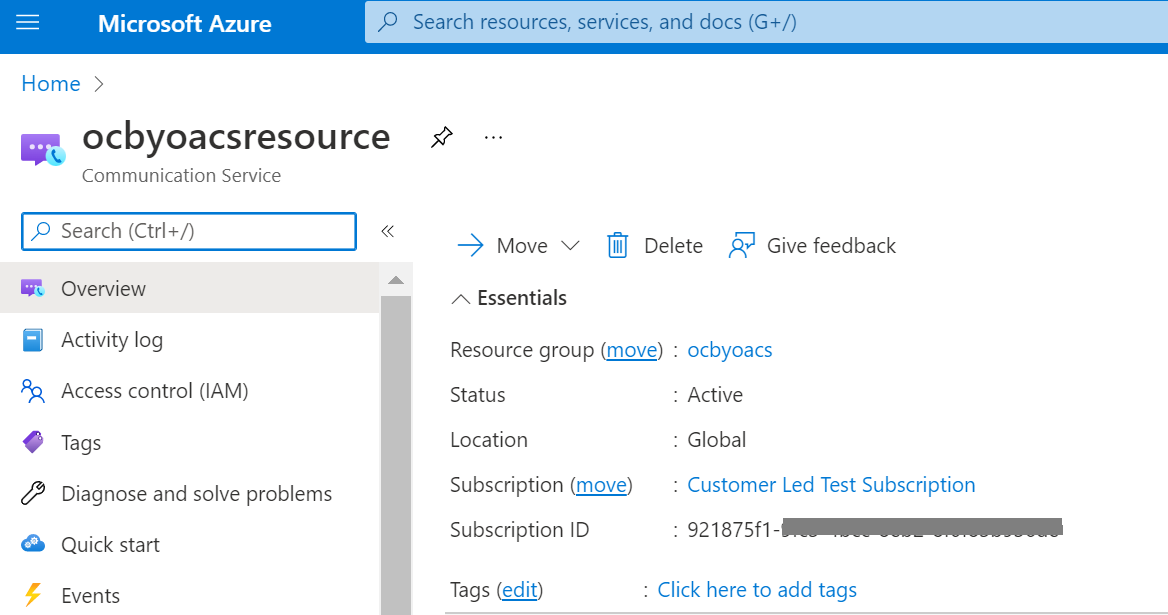 Microsoft Azure
Search resources, services, and docs (G+/)
Home
ocbyoacsresource
...
Communication Service
Search (Ctrl+/)
«
Move
Delete
Give feedback
Overview
Activity log
Access control (IAM)
Tags
Diagnose and solve problems
Quick start
Events
Essentials
Resource group (move) : ocbyoacs
Status : Active
Location : Global
Subscription (move) : Customer Led Test Subscription
Subscription ID : 921875f1-
Tags (edit) : Click here to add tags